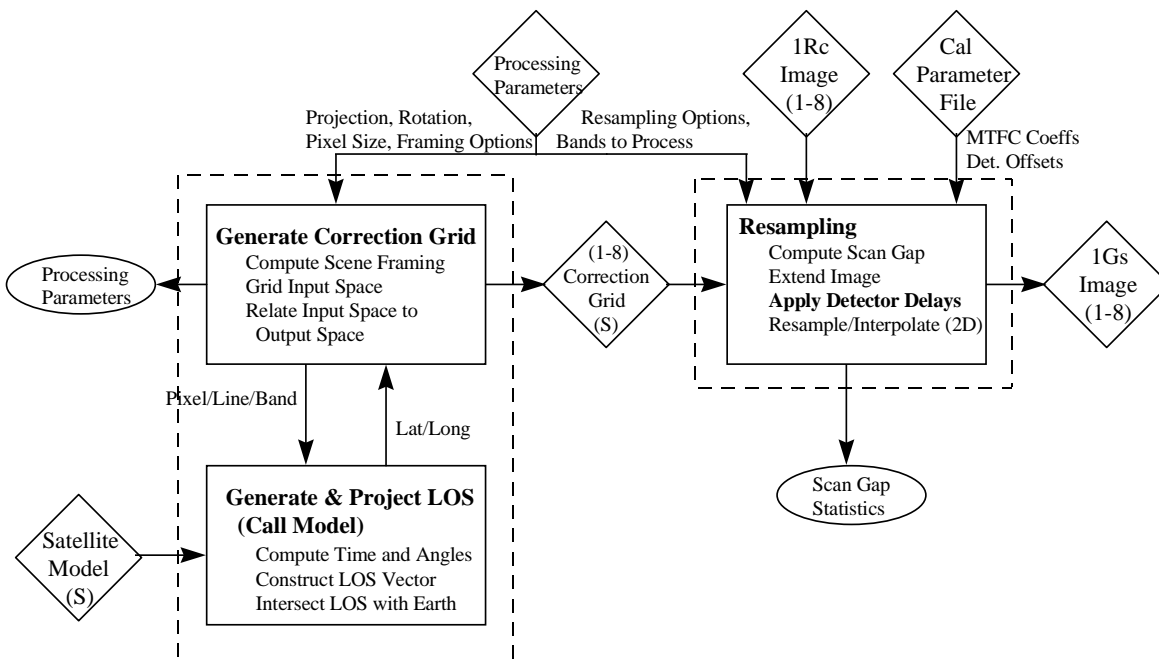 Processing
Parameters
1Rc
Image
(1-8)
Cal
Parameter
File
Projection, Rotation,
Pixel Size, Framing Options
Resampling Options,
Bands to Process
MTFC Coeffs
Det. Offsets
Generate Correction Grid
Compute Scene Framing
Grid Input Space
Relate Input Space to
Output Space
Processing
Parameters
(1-8)
Correction
Grid
(S)
Resampling
Compute Scan Gap
Extend Image
Apply Detector Delays
Resample/Interpolate (2D)
1Gs
Image
(1-8)
Pixel/Line/Band
Lat/Long
Generate & Project LOS
(Call Model)
Compute Time and Angles
Construct LOS Vector
Intersect LOS with Earth
Satellite
Model
(S)
Scan Gap
Statistics